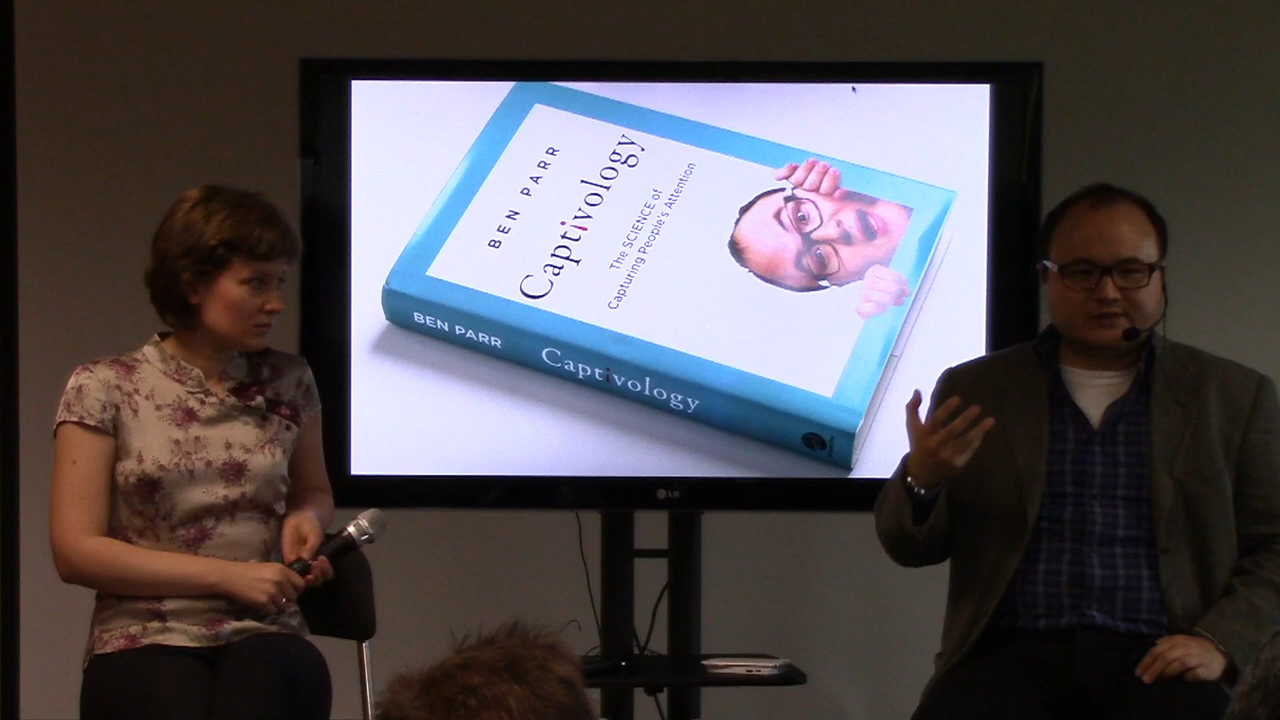 BEN PARR
Captivology
The SCIENCE of
Capturing People's Attention
BEN PARR
Captivology
LG